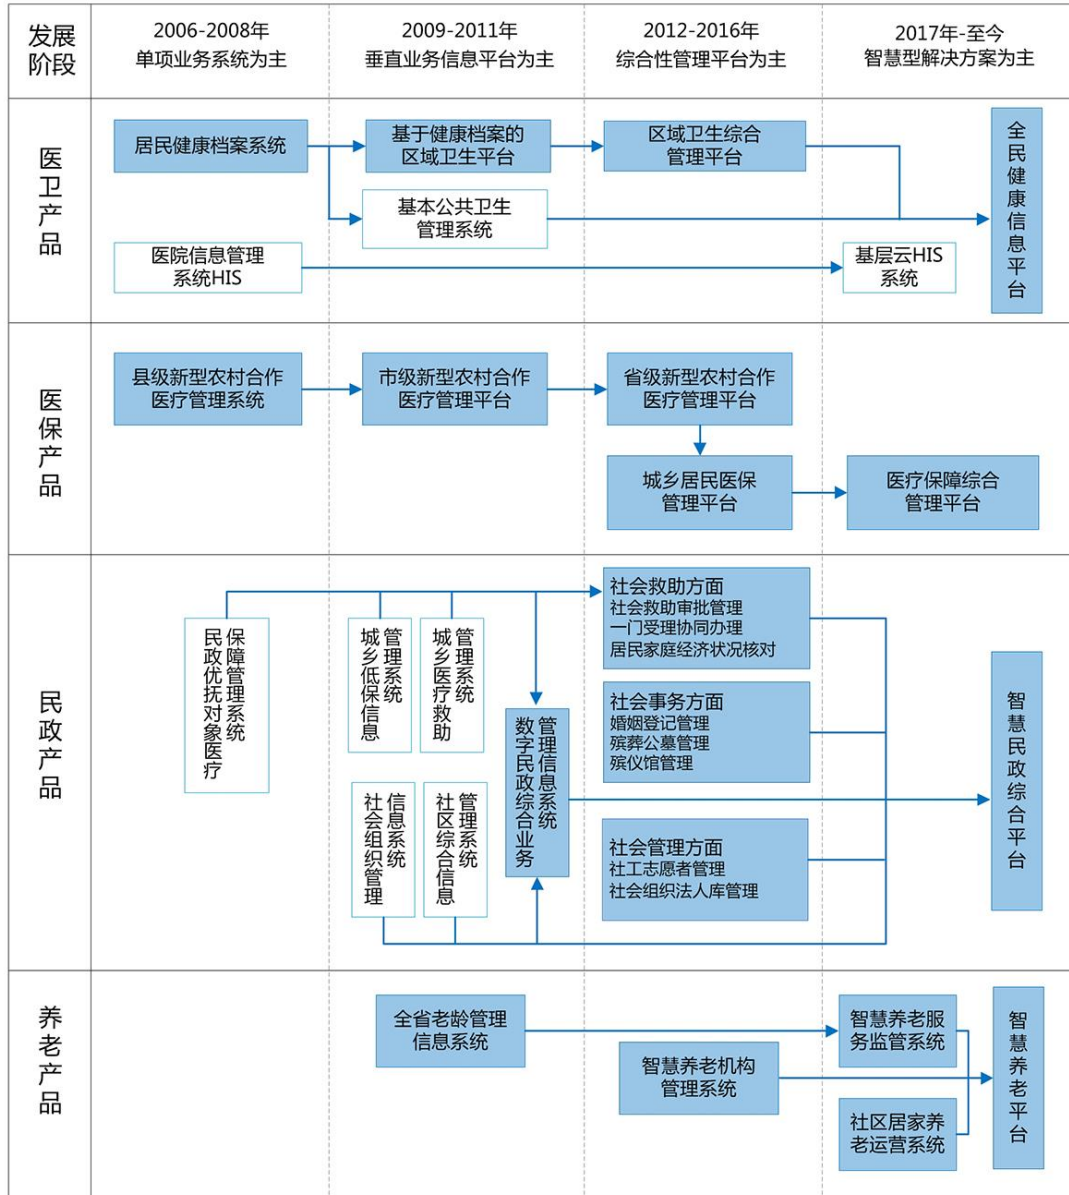 发展
阶段
2006-2008年
单项业务系统为主
2009-2011年
垂直业务信息平台为主
2012-2016年
综合性管理平台为主
2017年-至今
智慧型解决方案为主
医卫产品
居民健康档案系统
基于健康档案的
区域卫生平台
区域卫生综合
管理平台
全民健康信息平台
基本公共卫生
管理系统
医院信息管理
系统HIS
基层云HIS
系统
医保产品
县级新型农村合作
医疗管理系统
市级新型农村合作
医疗管理平台
省级新型农村合作
医疗管理平台
城乡居民医保
管理平台
医疗保障综合
管理平台
民政产品
民政优抚对象医疗
保障管理系统
城乡低保信息
管理系统
城乡医疗救助
管理系统
社会组织管理
信息系统
社区综合信息
管理系统
数字民政综合业务
管理信息系统
社会救助方面
社会救助审批管理
一门受理协同办理
居民家庭经济状况核对
社会事务方面
婚姻登记管理
殡葬公墓管理
殡仪馆管理
社会管理方面
社工志愿者管理
社会组织法人库管理
智慧民政综合平台
养老产品
全省老龄管理
信息系统
智慧养老机构
管理系统
智慧养老服
务监管系统
社区居家养
老运营系统
智慧养老平台